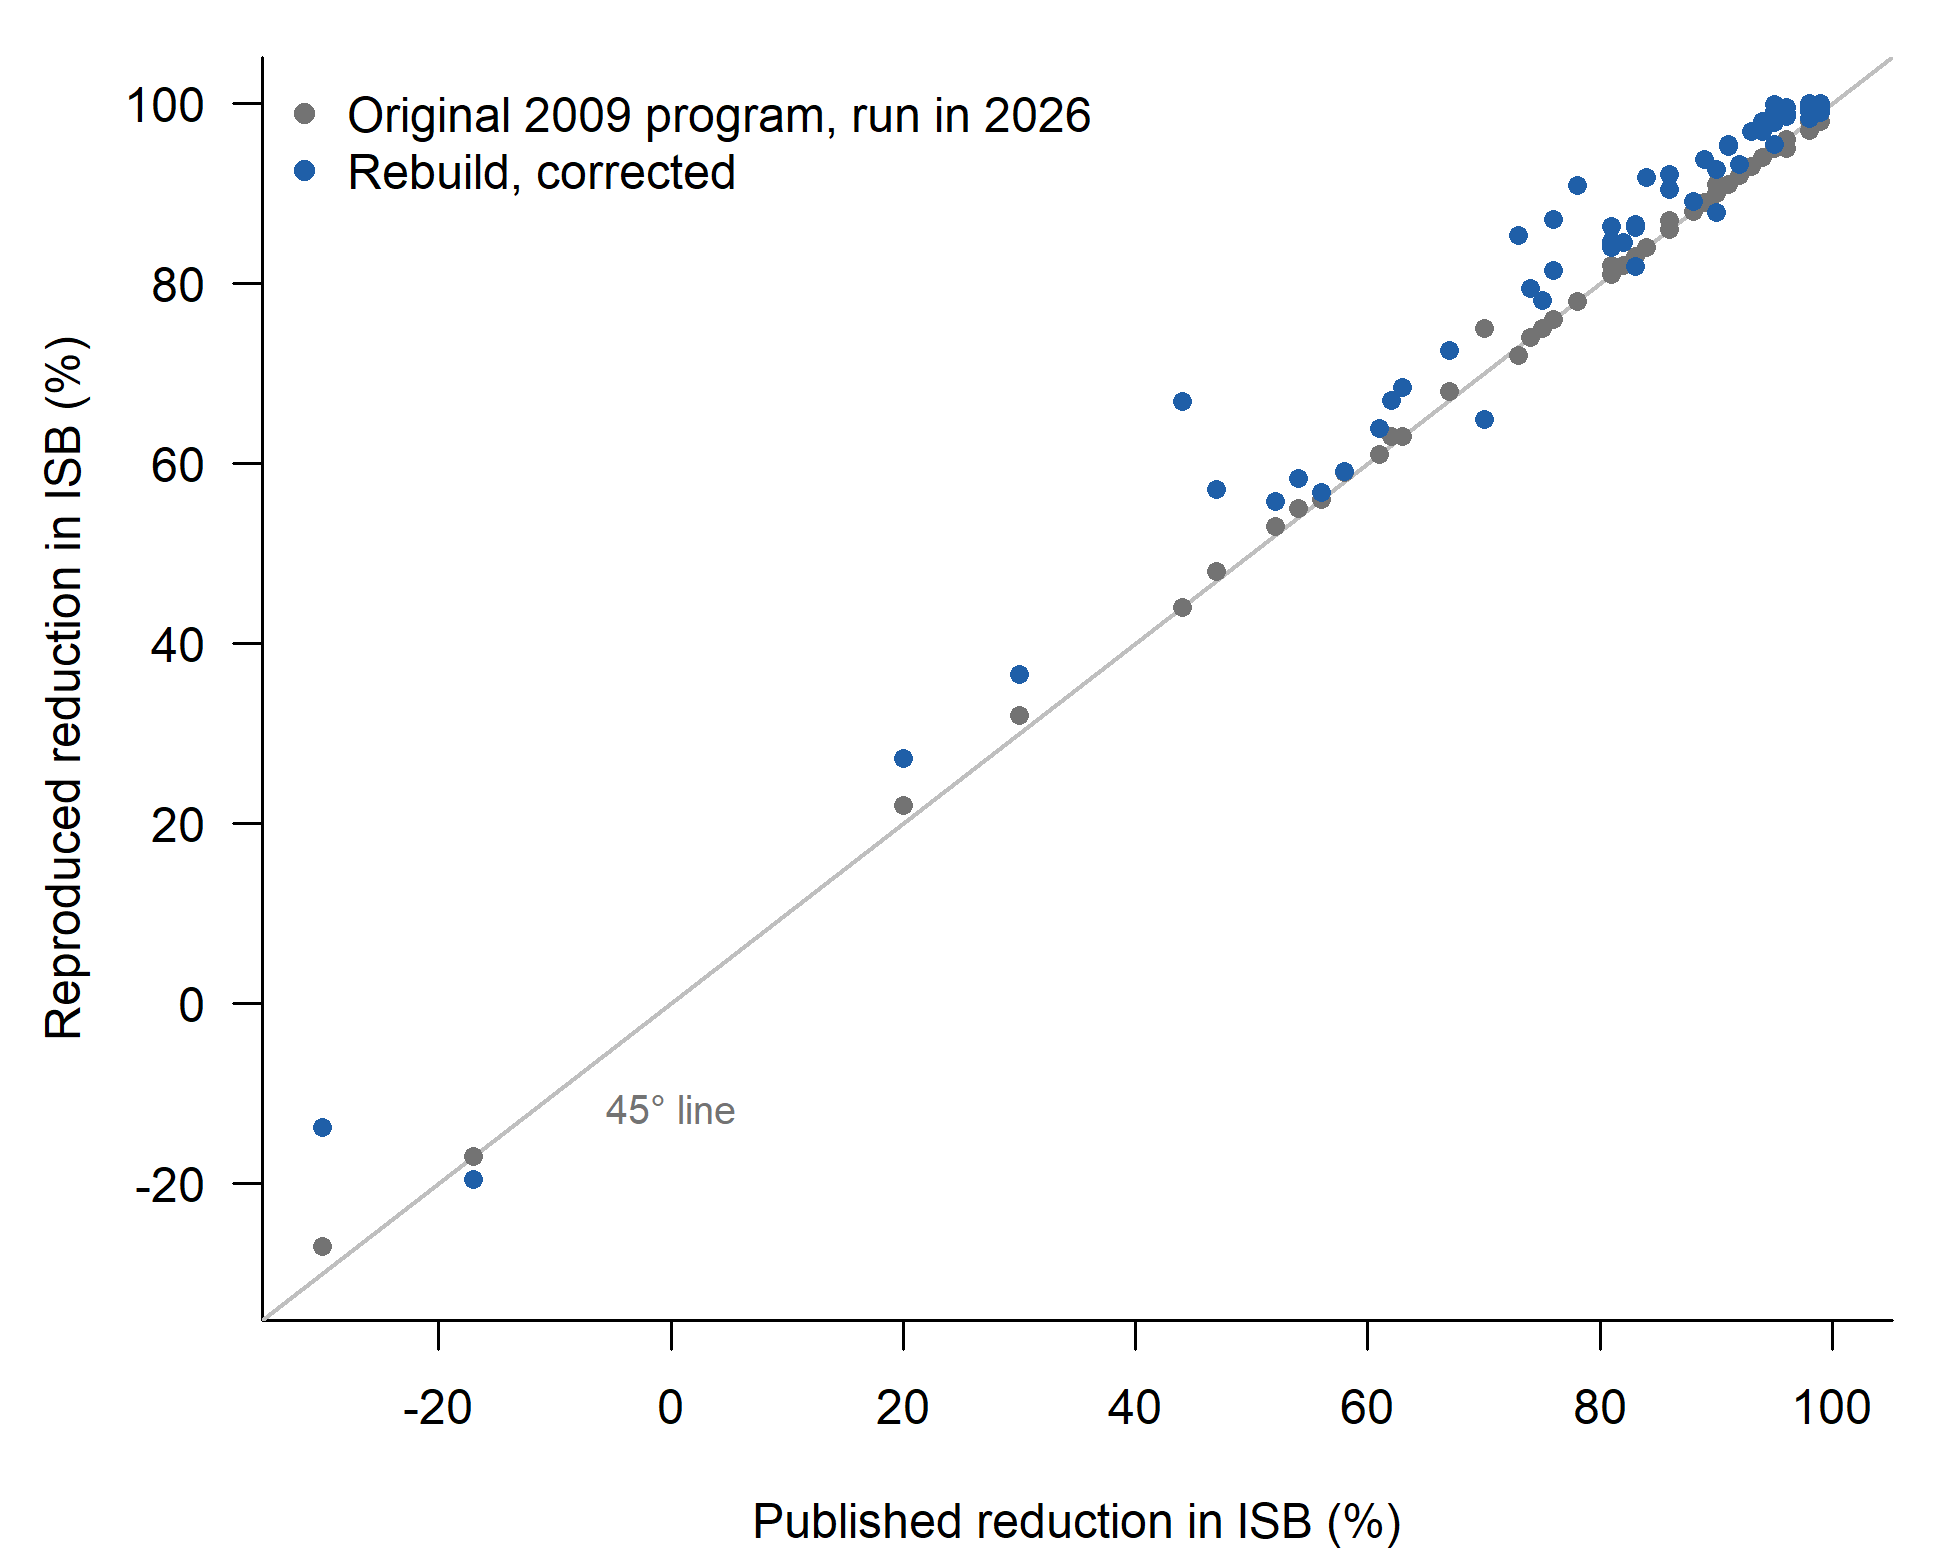 Original 2009 program, run in 2026
Rebuild, corrected
Reproduced reduction in ISB (%)
100
80
60
40
20
0
-20
45° line
-20 0 20 40 60 80 100
Published reduction in ISB (%)